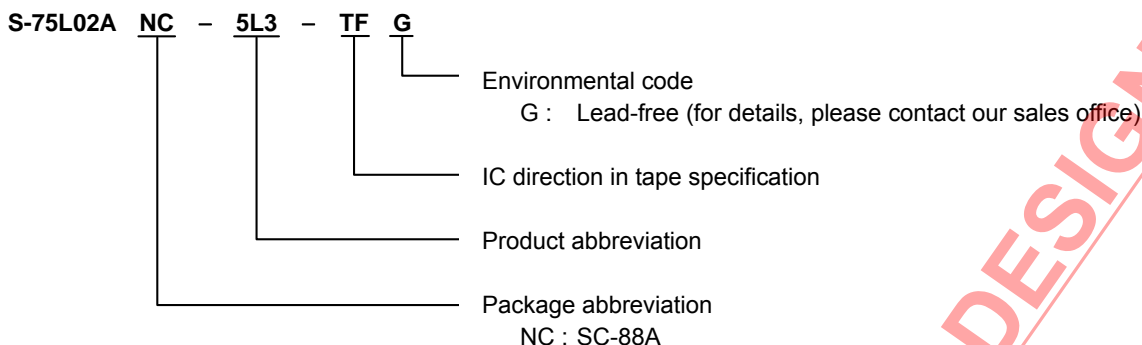 S-75L02A NC – 5L3 – TF G
Environmental code
G : Lead-free (for details, please contact our sales office)
IC direction in tape specification
Product abbreviation
Package abbreviation
NC : SC-88A
DESIGN